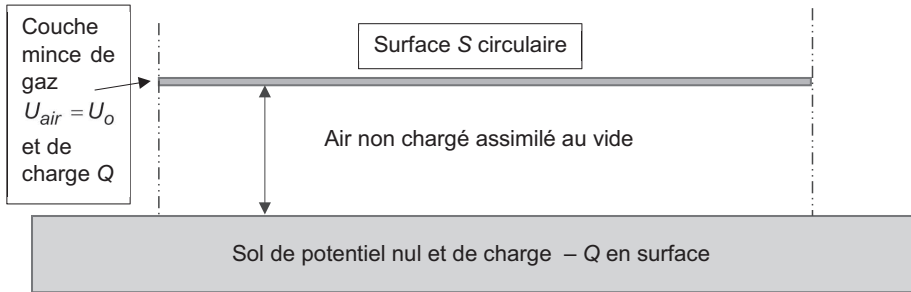 Couche
mince de
gaz
U_air = U_o
et de
charge Q
Surface S circulaire
Air non chargé assimilé au vide
Sol de potentiel nul et de charge – Q en surface